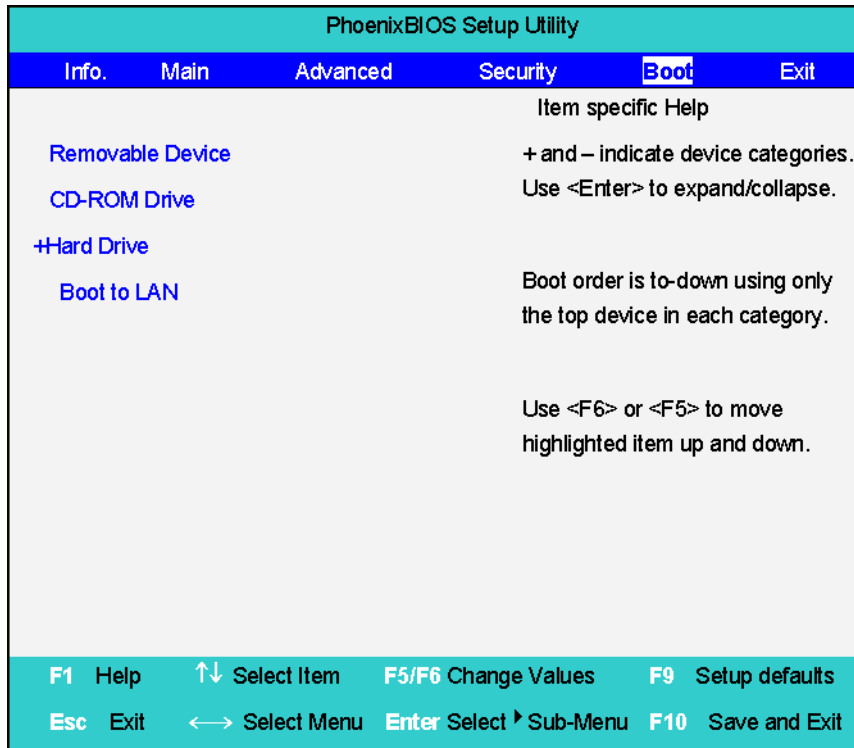 PhoenixBIOS Setup Utility
Info. Main Advanced Security Boot Exit
Item specific Help
Removable Device
CD-ROM Drive
+Hard Drive
Boot to LAN
+ and – indicate device categories.
Use <Enter> to expand/collapse.
Boot order is to-down using only
the top device in each category.
Use <F6> or <F5> to move
highlighted item up and down.
F1 Help ↑↓ Select Item F5/F6 Change Values F9 Setup defaults
Esc Exit ←→ Select Menu Enter Select ▶ Sub-Menu F10 Save and Exit